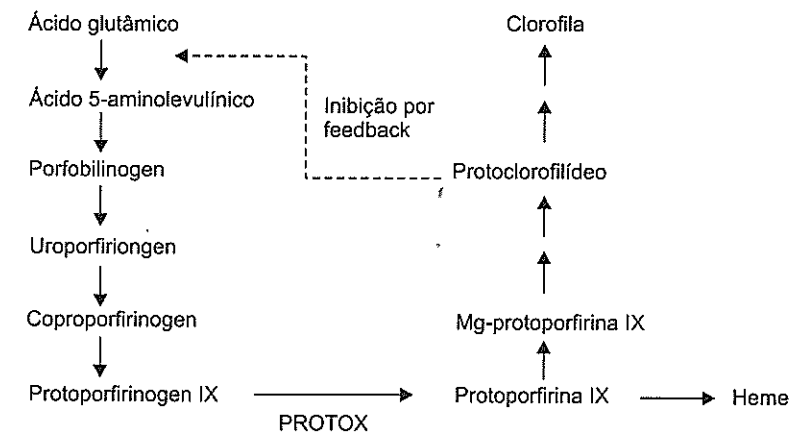 Ácido glutâmico
Ácido 5-aminolevulínico
Porfobilinogen
Uroporfiriongen
Coproporfirinogen
Protoporfirinogen IX
PROTOX
Inibição por
feedback
Clorofila
Protoclorofilídeo
Mg-protoporfirina IX
Protoporfirina IX
Heme